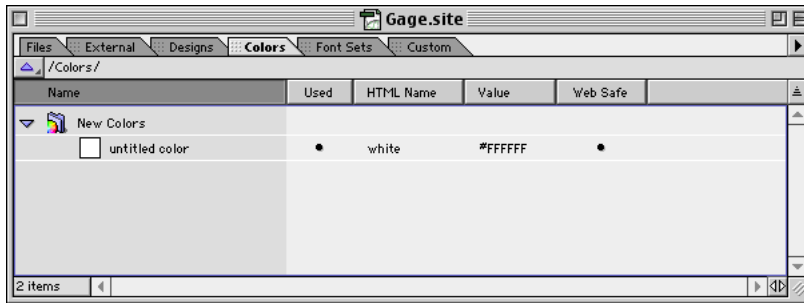 Gage.site
Files External Designs Colors Font Sets Custom
/Colors/
Name Used HTML Name Value Web Safe
New Colors
untitled color • white #FFFFFF •
2 items